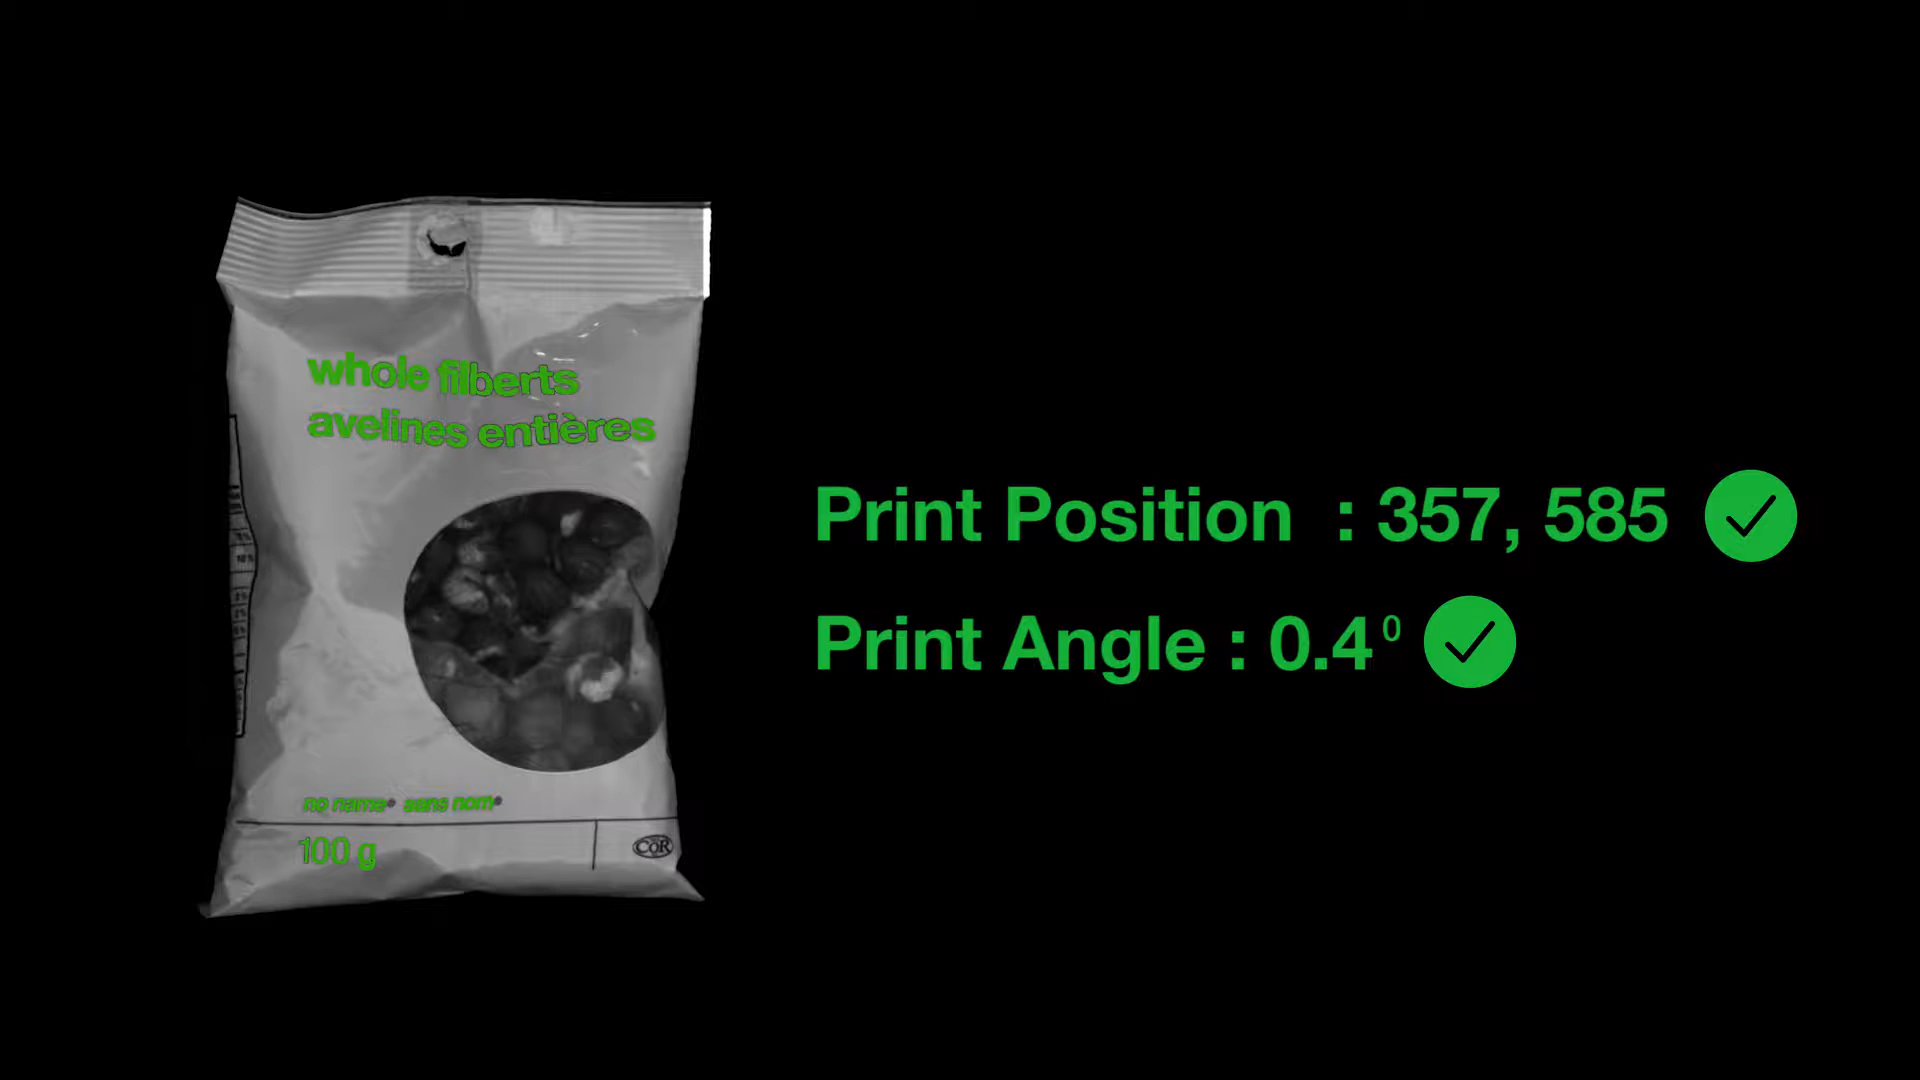 whole filberts
avelines entières
Print Position : 357, 585
Print Angle : 0.4⁰
no name® sans nom®
100 g
COR